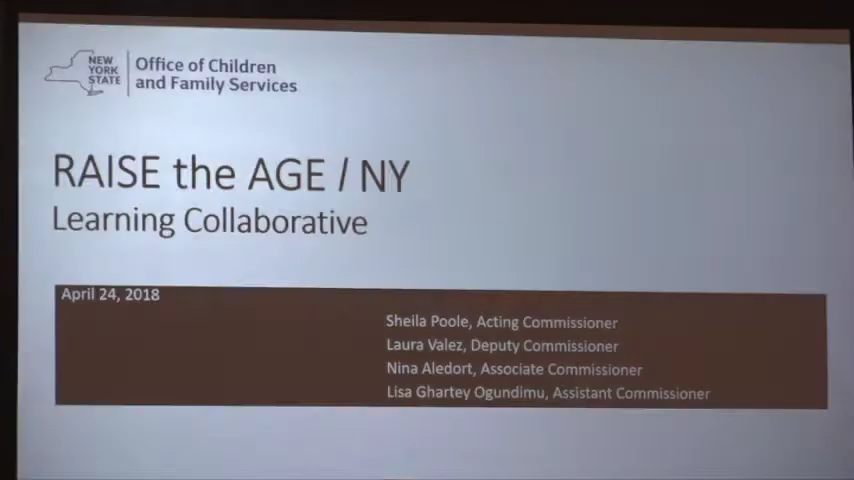 NEW
YORK
STATE
Office of Children
and Family Services
RAISE the AGE / NY
Learning Collaborative
April 24, 2018
Sheila Poole, Acting Commissioner
Laura Valez, Deputy Commissioner
Nina Aledort, Associate Commissioner
Lisa Ghartey Ogundimu, Assistant Commissioner